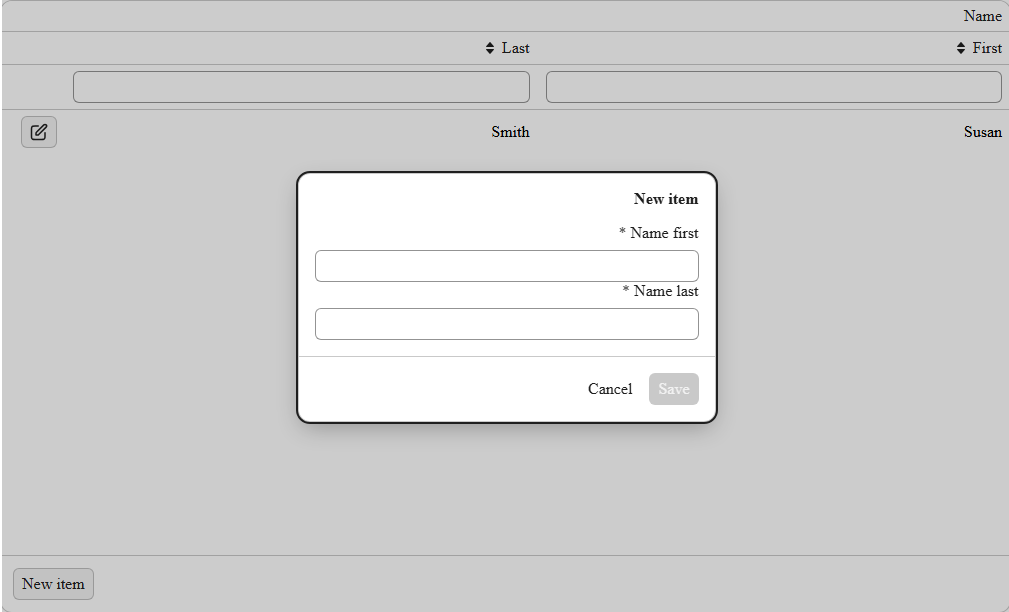 Name
Last First
Smith Susan
New item
* Name first
* Name last
Cancel Save
New item